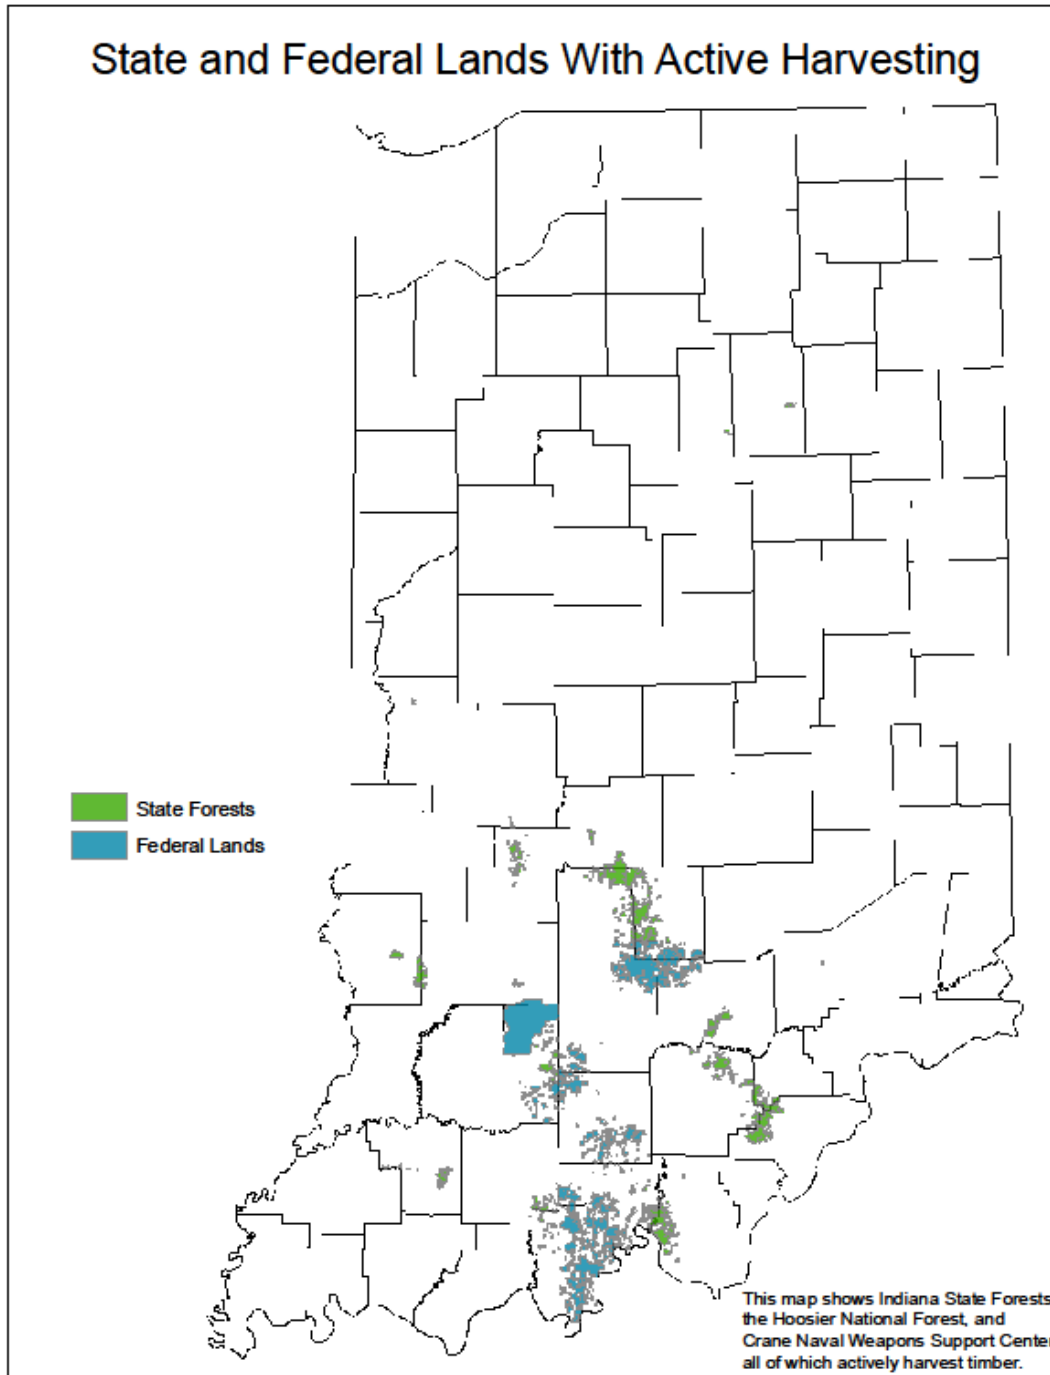 State and Federal Lands With Active Harvesting
State Forests
Federal Lands
This map shows Indiana State Forests
the Hoosier National Forest, and
Crane Naval Weapons Support Center
all of which actively harvest timber.